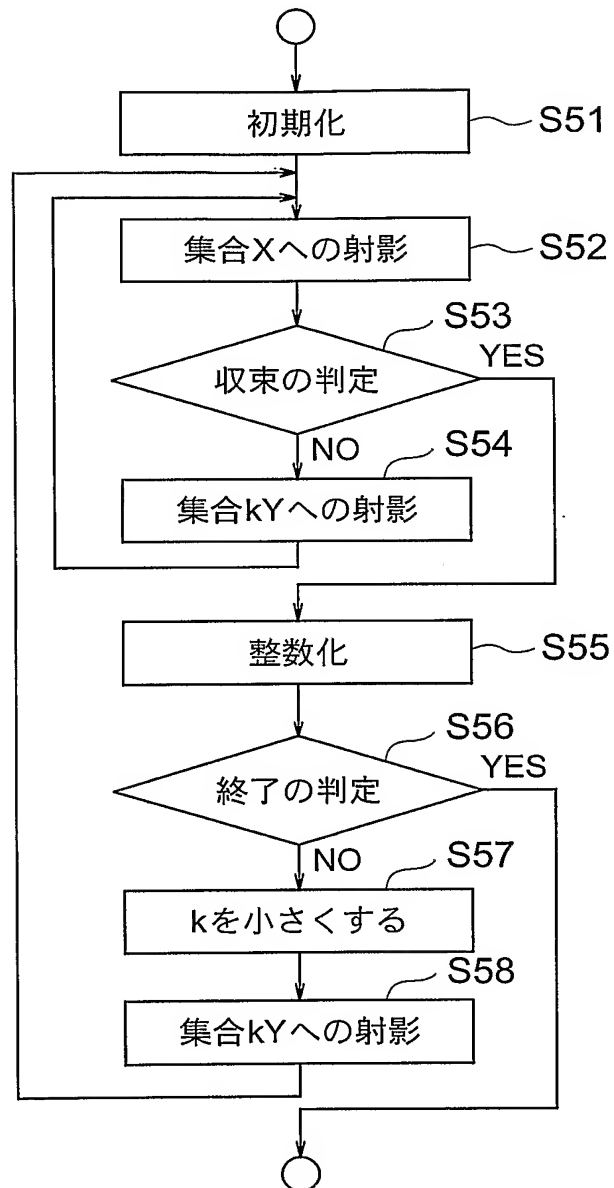 初期化
S51
集合Xへの射影
S52
S53
収束の判定
YES
NO
S54
集合kYへの射影
整数化
S55
S56
終了の判定
YES
NO
S57
kを小さくする
S58
集合kYへの射影